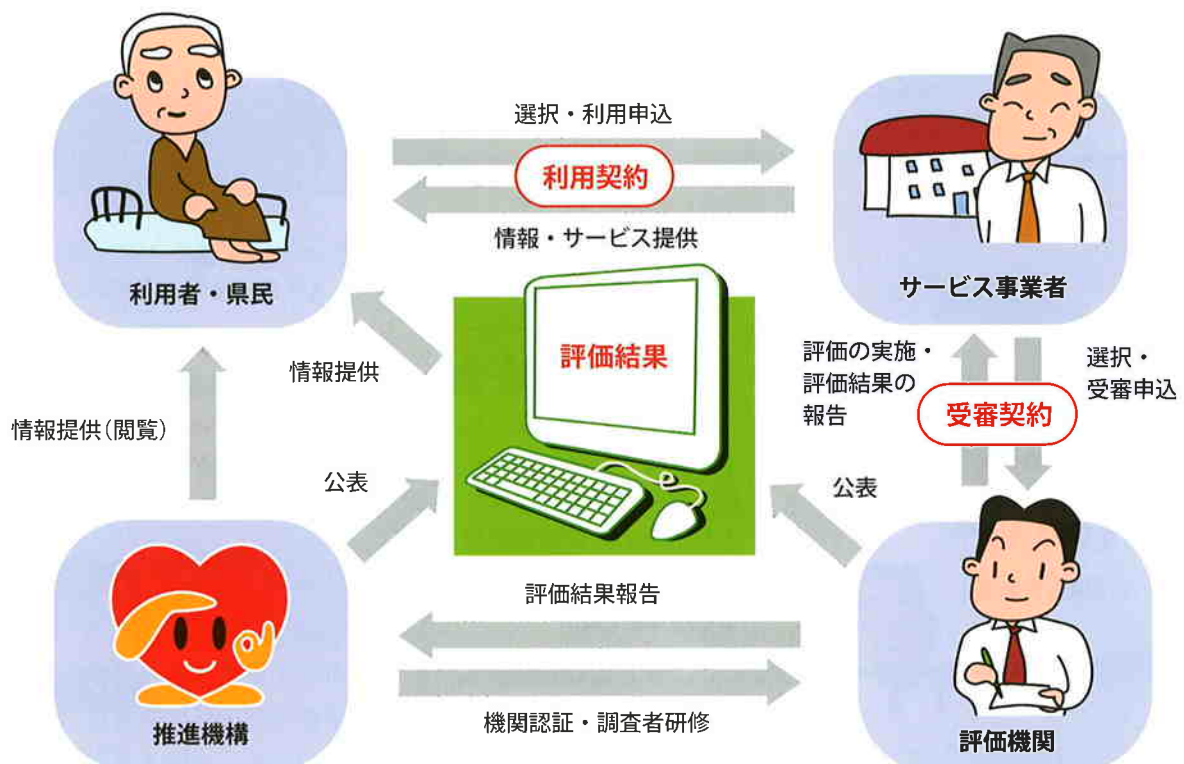 選択・利用申込
利用契約
情報・サービス提供
利用者・県民
サービス事業者
評価結果
情報提供
評価の実施・
評価結果の
報告
受審契約
選択・
受審申込
情報提供(閲覧)
公表
公表
評価結果報告
機関認証・調査者研修
推進機構
評価機関